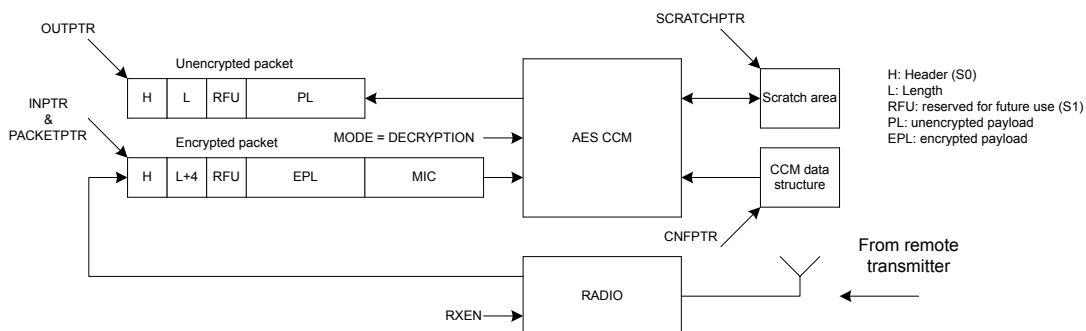 SCRATCHPTR
OUTPTR
Unencrypted packet
H L RFU PL
INPTR
&
PACKETPTR
MODE = DECRYPTION
AES CCM
Scratch area
H: Header (S0)
L: Length
RFU: reserved for future use (S1)
PL: unencrypted payload
EPL: encrypted payload
Encrypted packet
H L+4 RFU EPL MIC
CCM data
structure
CNFPTR
From remote
transmitter
RADIO
RXEN